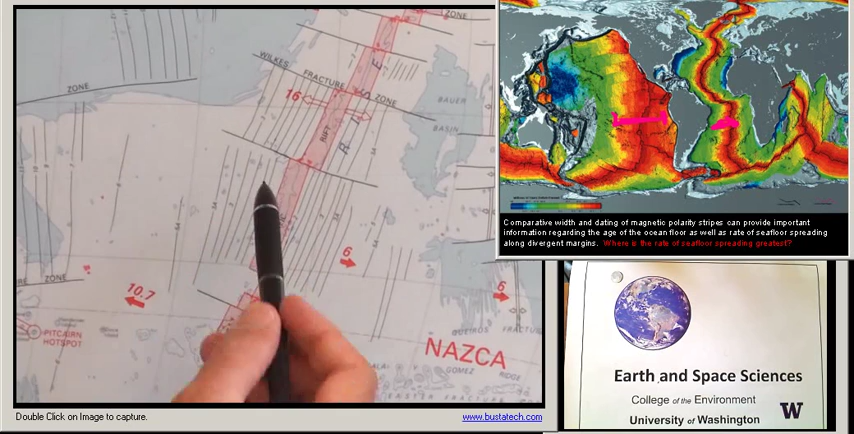 ZONE
WILKES
FRACTURE
ZONE
16
BAUER
BASIN
ZONE
RIFT
6
6
10.7
ZONE
PITCAIRN
HOTSPOT
NAZCA
GOMEZ
RIDGE
Double Click on Image to capture.
www.bustatech.com
Comparative width and dating of magnetic polarity stripes can provide important
information regarding the age of the ocean floor as well as rate of seafloor spreading
along divergent margins. Where is the rate of seafloor spreading greatest?
Earth and Space Sciences
College of the Environment
University of Washington
W